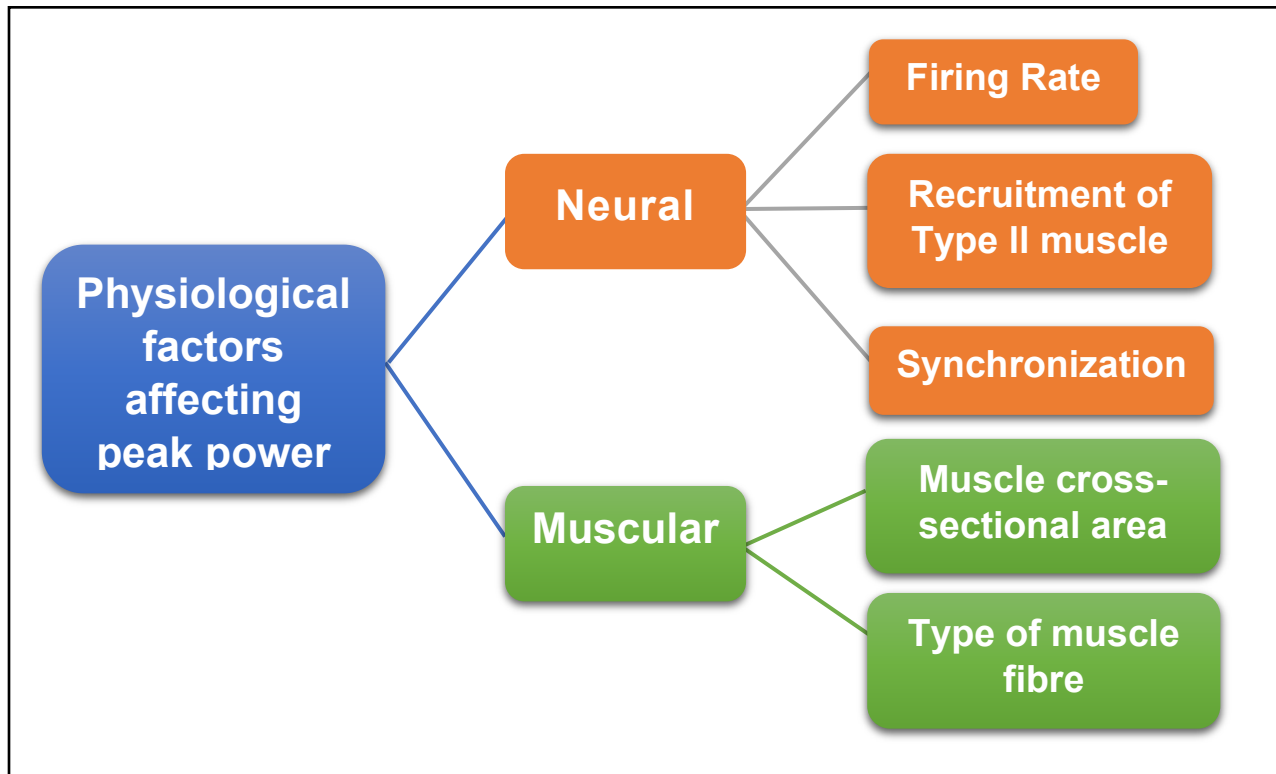 Physiological
factors
affecting
peak power
Neural
Firing Rate
Recruitment of
Type II muscle
Synchronization
Muscular
Muscle cross-
sectional area
Type of muscle
fibre